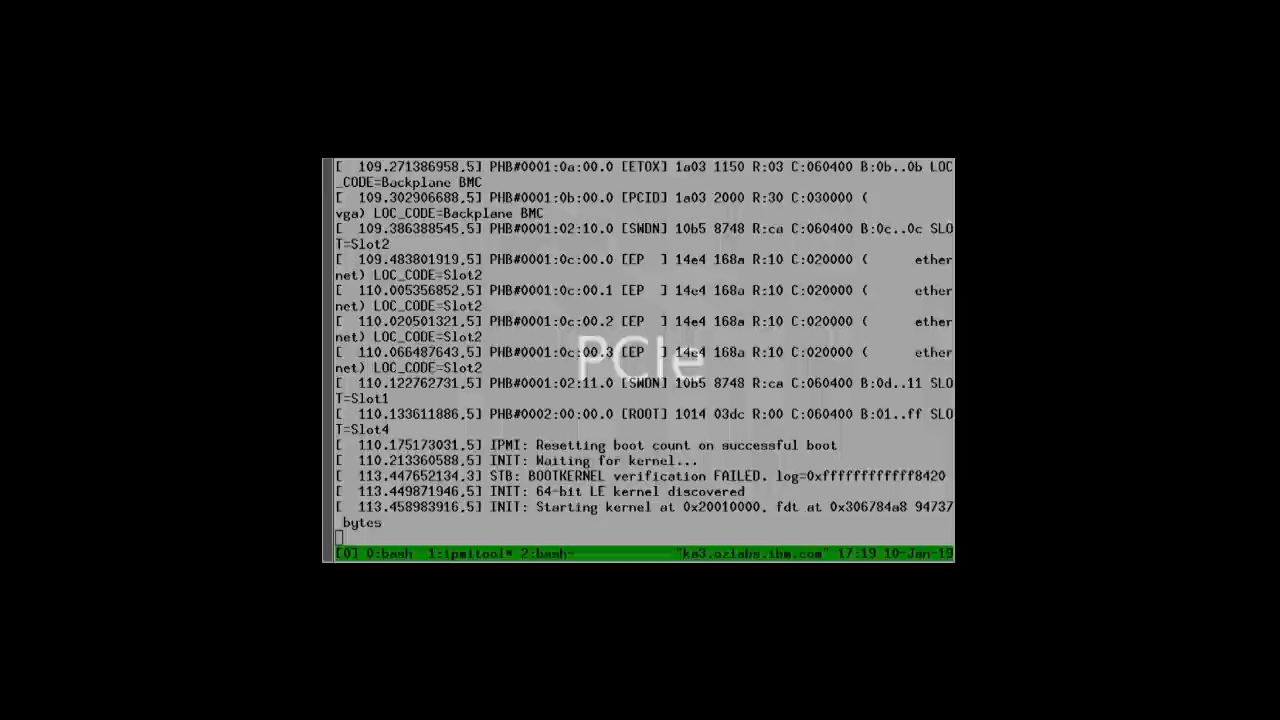 [  109.271386958,5] PHB#0001:0a:00.0 [ETOX] 1a03 1150 R:03 C:060400 B:0b..0b LOC
_CODE=Backplane BMC
[  109.302906688,5] PHB#0001:0b:00.0 [PCID] 1a03 2000 R:30 C:030000 (
vga) LOC_CODE=Backplane BMC
[  109.386388545,5] PHB#0001:02:10.0 [SWDN] 10b5 8748 R:ca C:060400 B:0c..0c SLO
T=Slot2
[  109.483801919,5] PHB#0001:0c:00.0 [EP  ] 14e4 168a R:10 C:020000 (      ether
net) LOC_CODE=Slot2
[  110.005356852,5] PHB#0001:0c:00.1 [EP  ] 14e4 168a R:10 C:020000 (      ether
net) LOC_CODE=Slot2
[  110.020501321,5] PHB#0001:0c:00.2 [EP  ] 14e4 168a R:10 C:020000 (      ether
net) LOC_CODE=Slot2
[  110.066487643,5] PHB#0001:0c:00.3 [EP  ] 14e4 168a R:10 C:020000 (      ether
net) LOC_CODE=Slot2
PCIe
[  110.122762731,5] PHB#0001:02:11.0 [SWDN] 10b5 8748 R:ca C:060400 B:0d..11 SLO
T=Slot1
[  110.133611886,5] PHB#0002:00:00.0 [ROOT] 1014 03dc R:00 C:060400 B:01..ff SLO
T=Slot4
[  110.175173031,5] IPMI: Resetting boot count on successful boot
[  110.213360588,5] INIT: Waiting for kernel...
[  113.447652134,3] STB: BOOTKERNEL verification FAILED. log=0xffffffffffff8420
[  113.449871946,5] INIT: 64-bit LE kernel discovered
[  113.458983916,5] INIT: Starting kernel at 0x20010000, fdt at 0x306784a8 94737
bytes
[0] 0:bash  1:ipmitool* 2:bash-             "ka3.ozlabs.ibm.com" 17:19 10-Jan-19